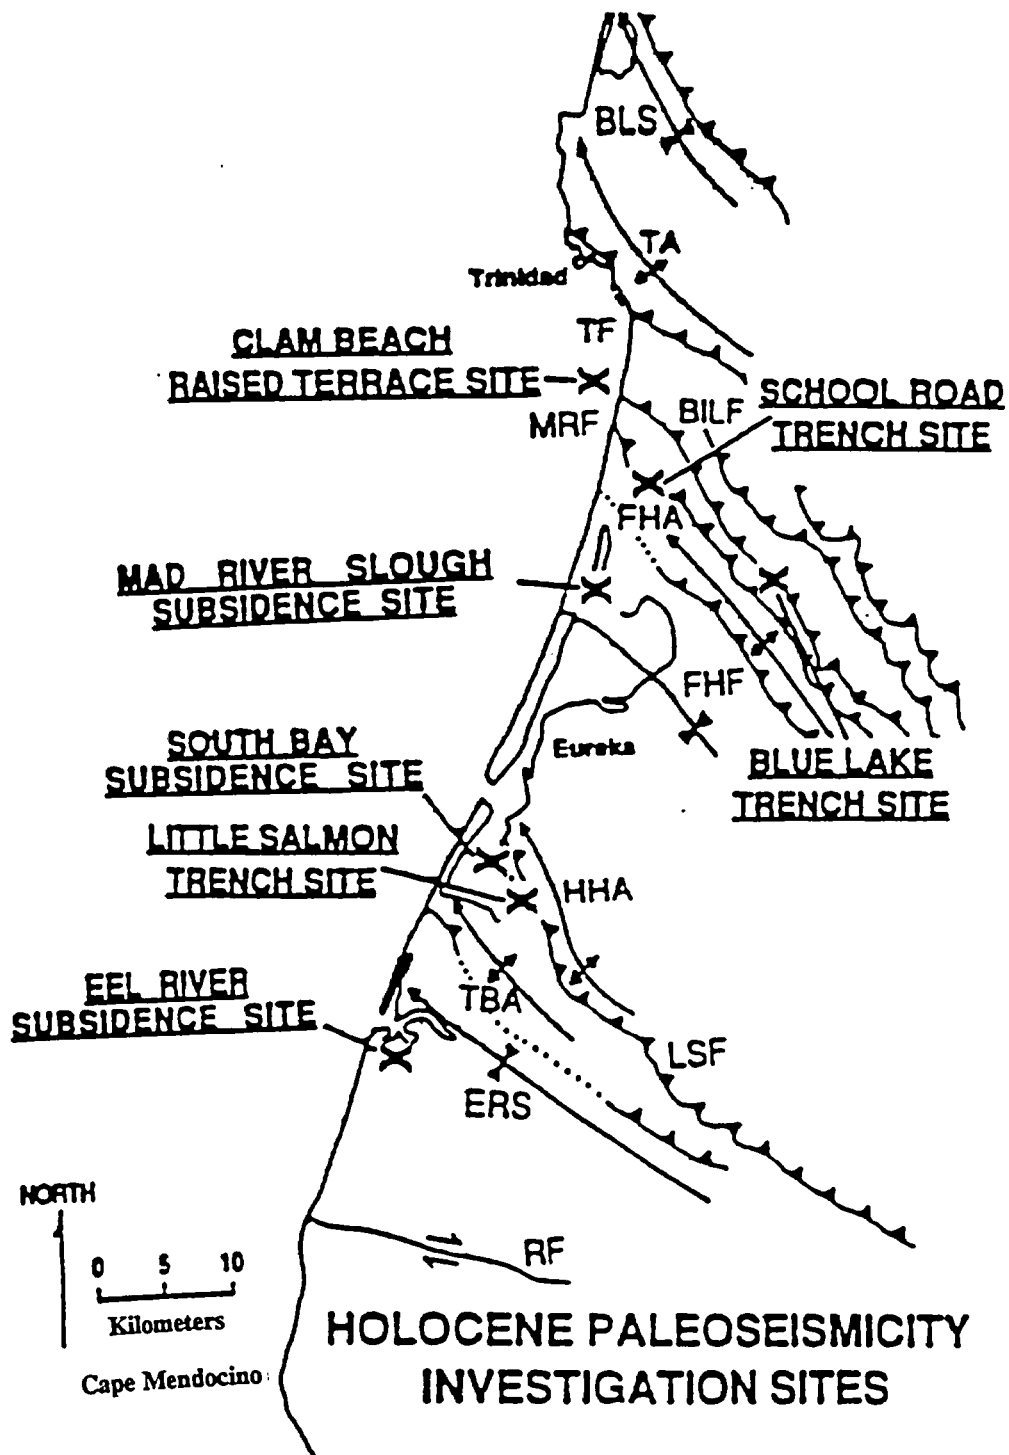 BLS
TA
Trinidad
TF
CLAM BEACH
RAISED TERRACE SITE
MRF
BILF
SCHOOL ROAD
TRENCH SITE
FHA
MAD RIVER SLOUGH
SUBSIDENCE SITE
FHF
SOUTH BAY
SUBSIDENCE SITE
Eureka
BLUE LAKE
TRENCH SITE
LITTLE SALMON
TRENCH SITE
HHA
EEL RIVER
SUBSIDENCE SITE
TBA
LSF
ERS
NORTH
RF
0 5 10
Kilometers
HOLOCENE PALEOSEISMICITY
INVESTIGATION SITES
Cape Mendocino